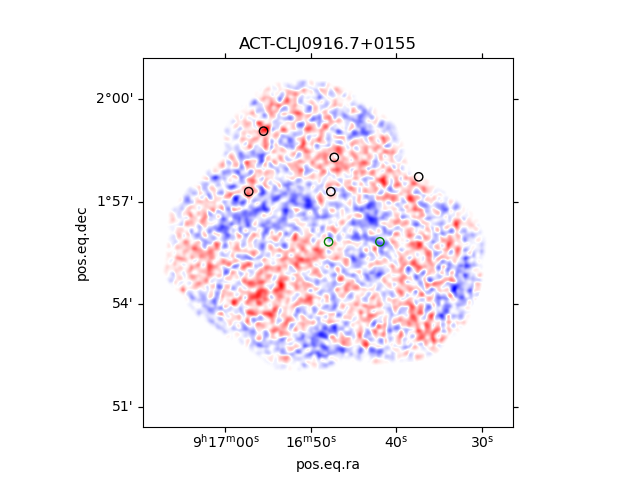 ACT-CLJ0916.7+0155
2°00'
1°57'
54'
51'
pos.eq.dec
9ʰ17ᵐ00ˢ 16ᵐ50ˢ 40ˢ 30ˢ
pos.eq.ra